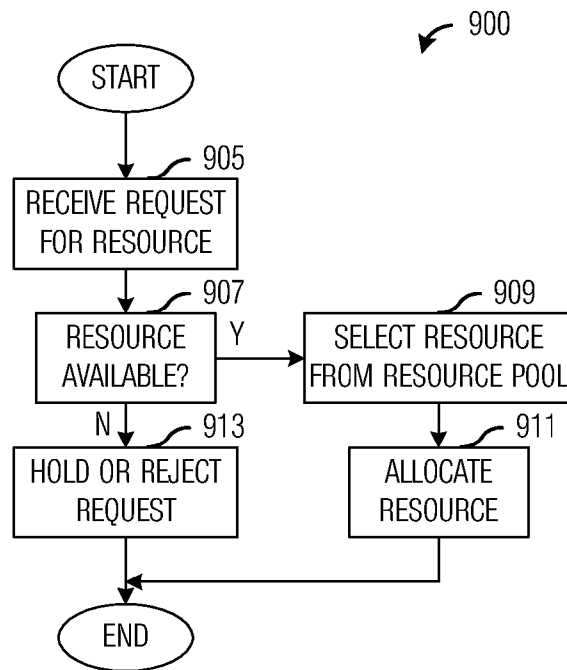 900
START
905
RECEIVE REQUEST
FOR RESOURCE
907
RESOURCE
AVAILABLE?
Y
N
909
SELECT RESOURCE
FROM RESOURCE POOL
911
ALLOCATE
RESOURCE
913
HOLD OR REJECT
REQUEST
END